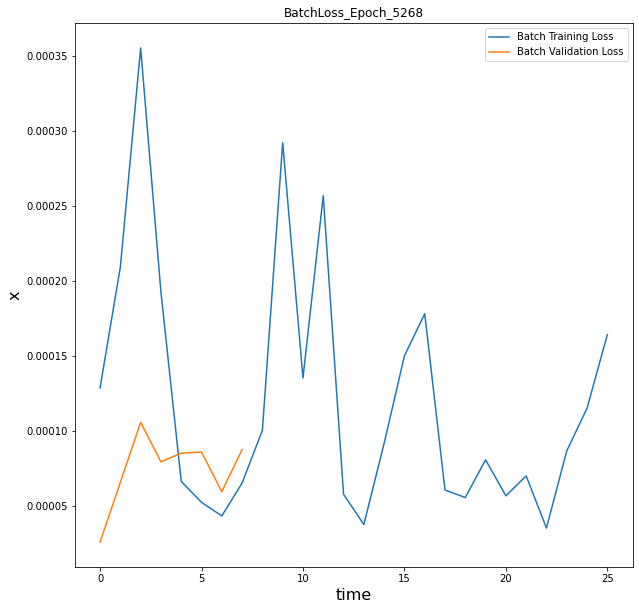 BatchLoss_Epoch_5268
Batch Training Loss
Batch Validation Loss
0.00035
0.00030
0.00025
0.00020
0.00015
0.00010
0.00005
x
0 5 10 15 20 25
time